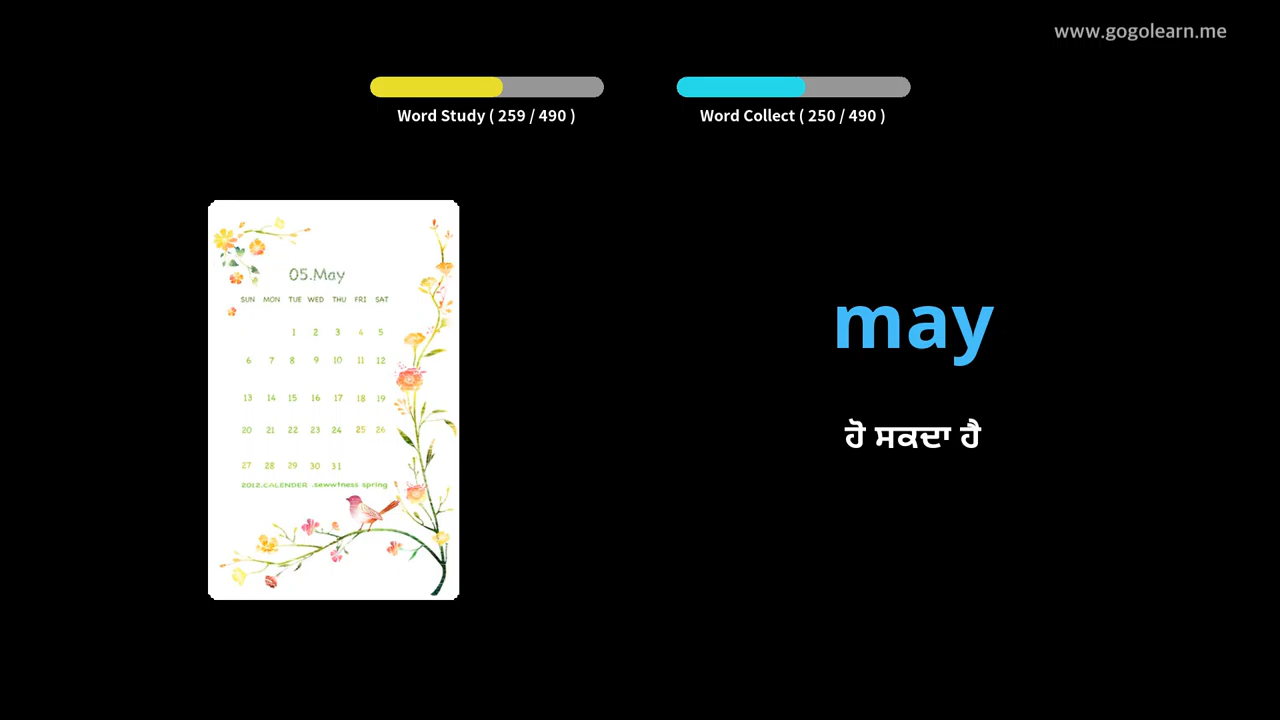 www.gogolearn.me
Word Study ( 259 / 490 )
Word Collect ( 250 / 490 )
05.May
SUN MON TUE WED THU FRI SAT
1 2 3 4 5
6 7 8 9 10 11 12
13 14 15 16 17 18 19
20 21 22 23 24 25 26
27 28 29 30 31
2012.CALENDER .sewwtness spring
may
ਹੋ ਸਕਦਾ ਹੈ